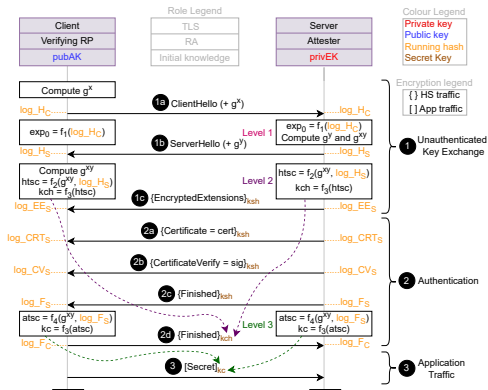 Client
Verifying RP
pubAK
Role Legend
TLS
RA
Initial knowledge
Server
Attester
privEK
Colour Legend
Private key
Public key
Running hash
Secret Key
Encryption legend
{ } HS traffic
[ ] App traffic
Compute g^x
log_H_C
1a ClientHello (+ g^x)
log_H_C
exp_0 = f_1(log_H_C)
Level 1
exp_0 = f_1(log_H_C)
Compute g^y and g^xy
1b ServerHello (+ g^y)
log_H_S
log_H_S
1 Unauthenticated
Key Exchange
Compute g^xy
htsc = f_2(g^xy, log_H_S)
kch = f_3(htsc)
Level 2
htsc = f_2(g^xy, log_H_S)
kch = f_3(htsc)
1c {EncryptedExtensions}_ksh
log_EE_S
log_EE_S
2a {Certificate = cert}_ksh
log_CRT_S
log_CRT_S
2b {CertificateVerify = sig}_ksh
log_CV_S
log_CV_S
2 Authentication
2c {Finished}_ksh
log_F_S
log_F_S
atsc = f_4(g^xy, log_F_S)
kc = f_3(atsc)
Level 3
atsc = f_4(g^xy, log_F_S)
kc = f_3(atsc)
2d {Finished}_kch
log_F_C
log_F_C
3 [Secret]_kc
3 Application
Traffic